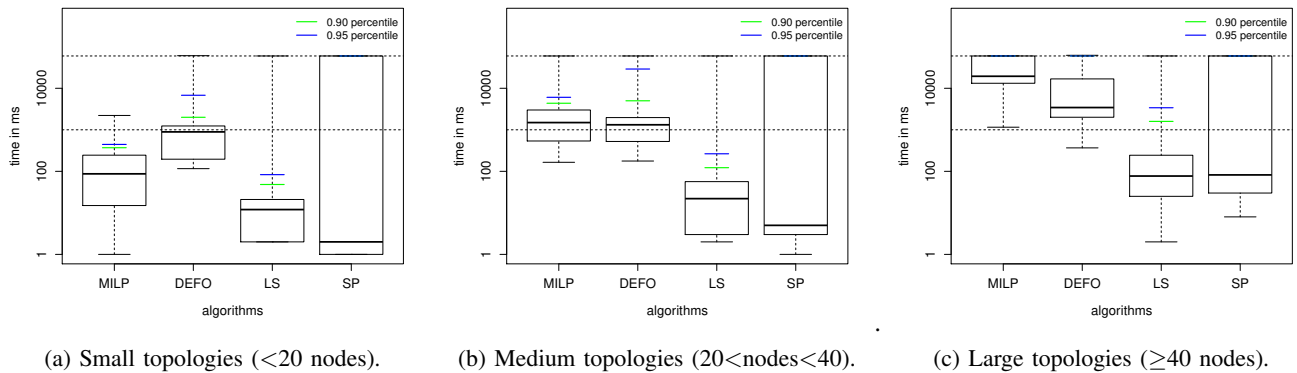 0.90 percentile
0.95 percentile
time in ms
10000
100
1
MILP DEFO LS SP
algorithms
(a) Small topologies (<20 nodes).
0.90 percentile
0.95 percentile
time in ms
10000
100
1
MILP DEFO LS SP
algorithms
(b) Medium topologies (20<nodes<40).
.
0.90 percentile
0.95 percentile
time in ms
10000
100
1
MILP DEFO LS SP
algorithms
(c) Large topologies (≥40 nodes).